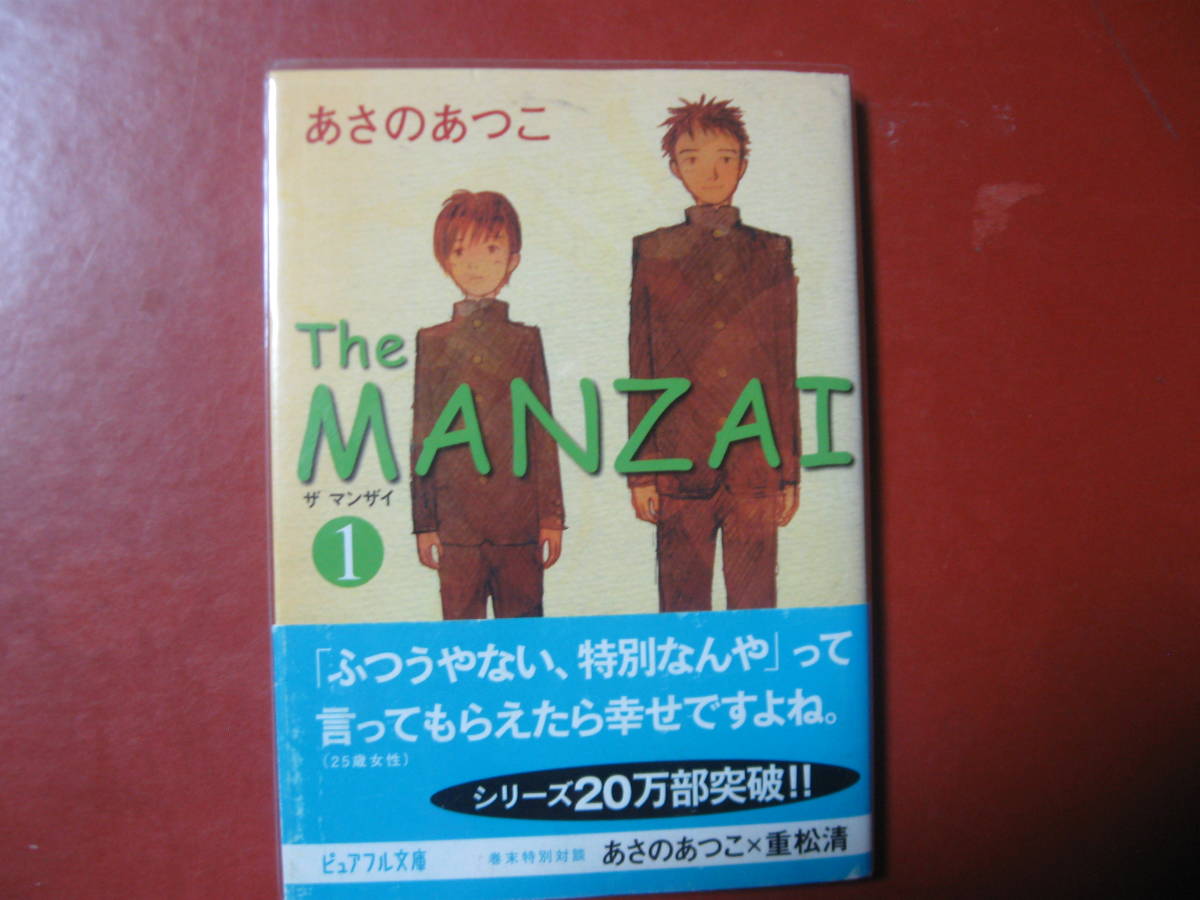 あさのあつこ
The
MANZAI
ザ マンザイ
1
「ふつうやない、特別なんや」って
言ってもらえたら幸せですよね。
(25歳女性)
シリーズ20万部突破!!
ピュアフル文庫 巻末特別対談 あさのあつこ×重松清